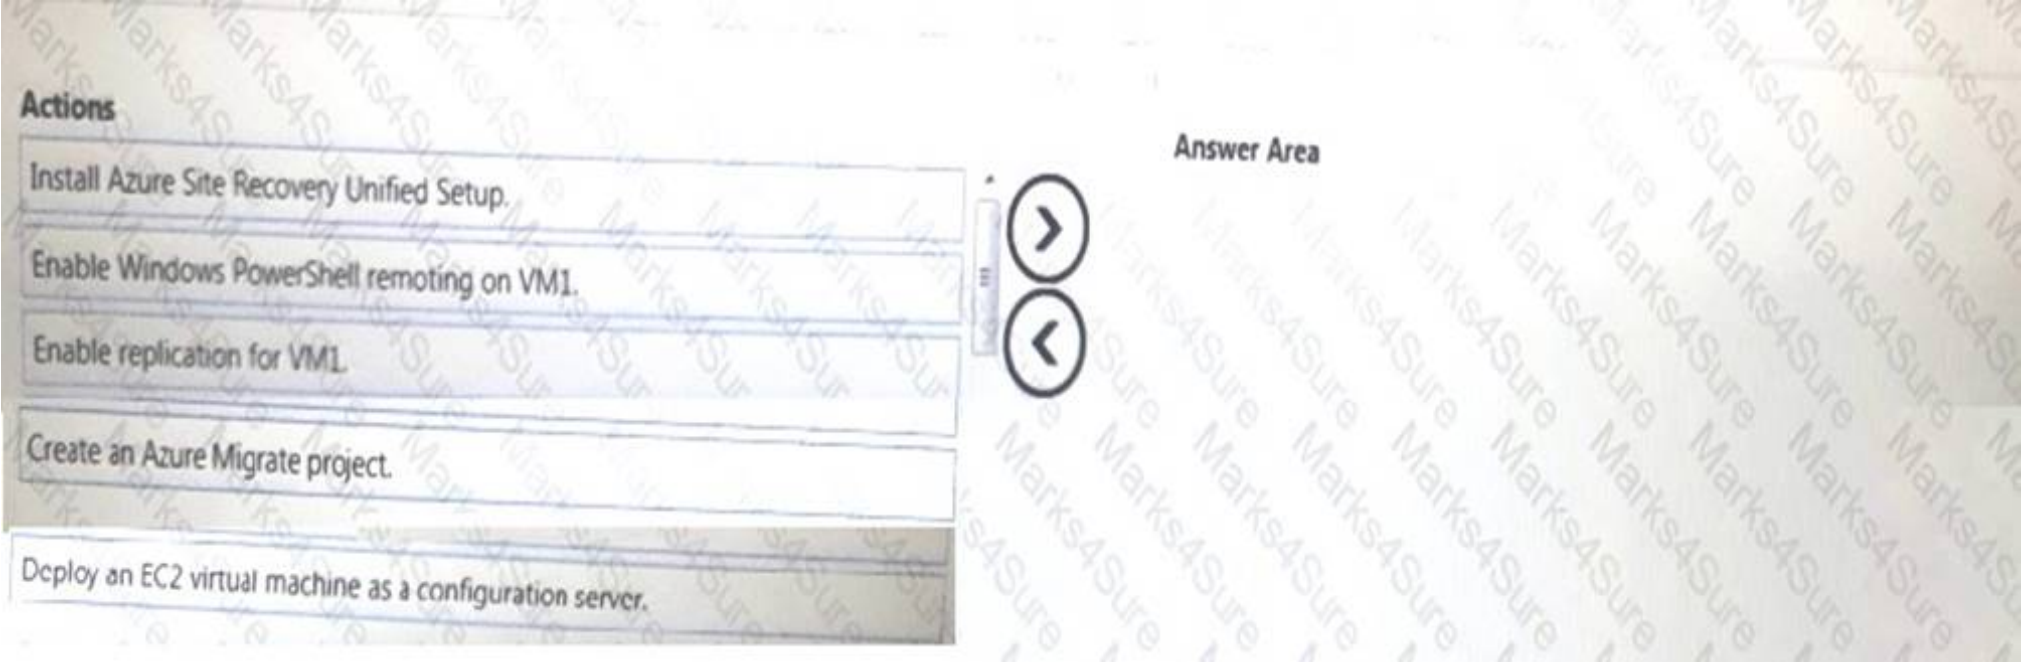 Actions
Answer Area
Install Azure Site Recovery Unified Setup.
Enable Windows PowerShell remoting on VM1.
Enable replication for VM1.
Create an Azure Migrate project.
Deploy an EC2 virtual machine as a configuration server.
Marks4Sure